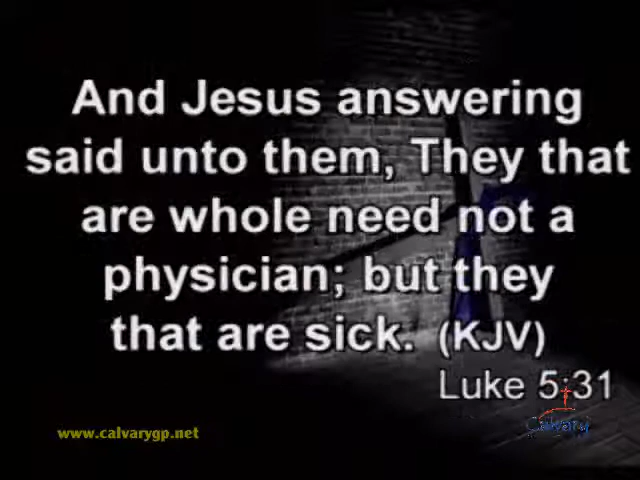 And Jesus answering
said unto them, They that
are whole need not a
physician; but they
that are sick. (KJV)
Luke 5:31
Calvary
www.calvarygp.net